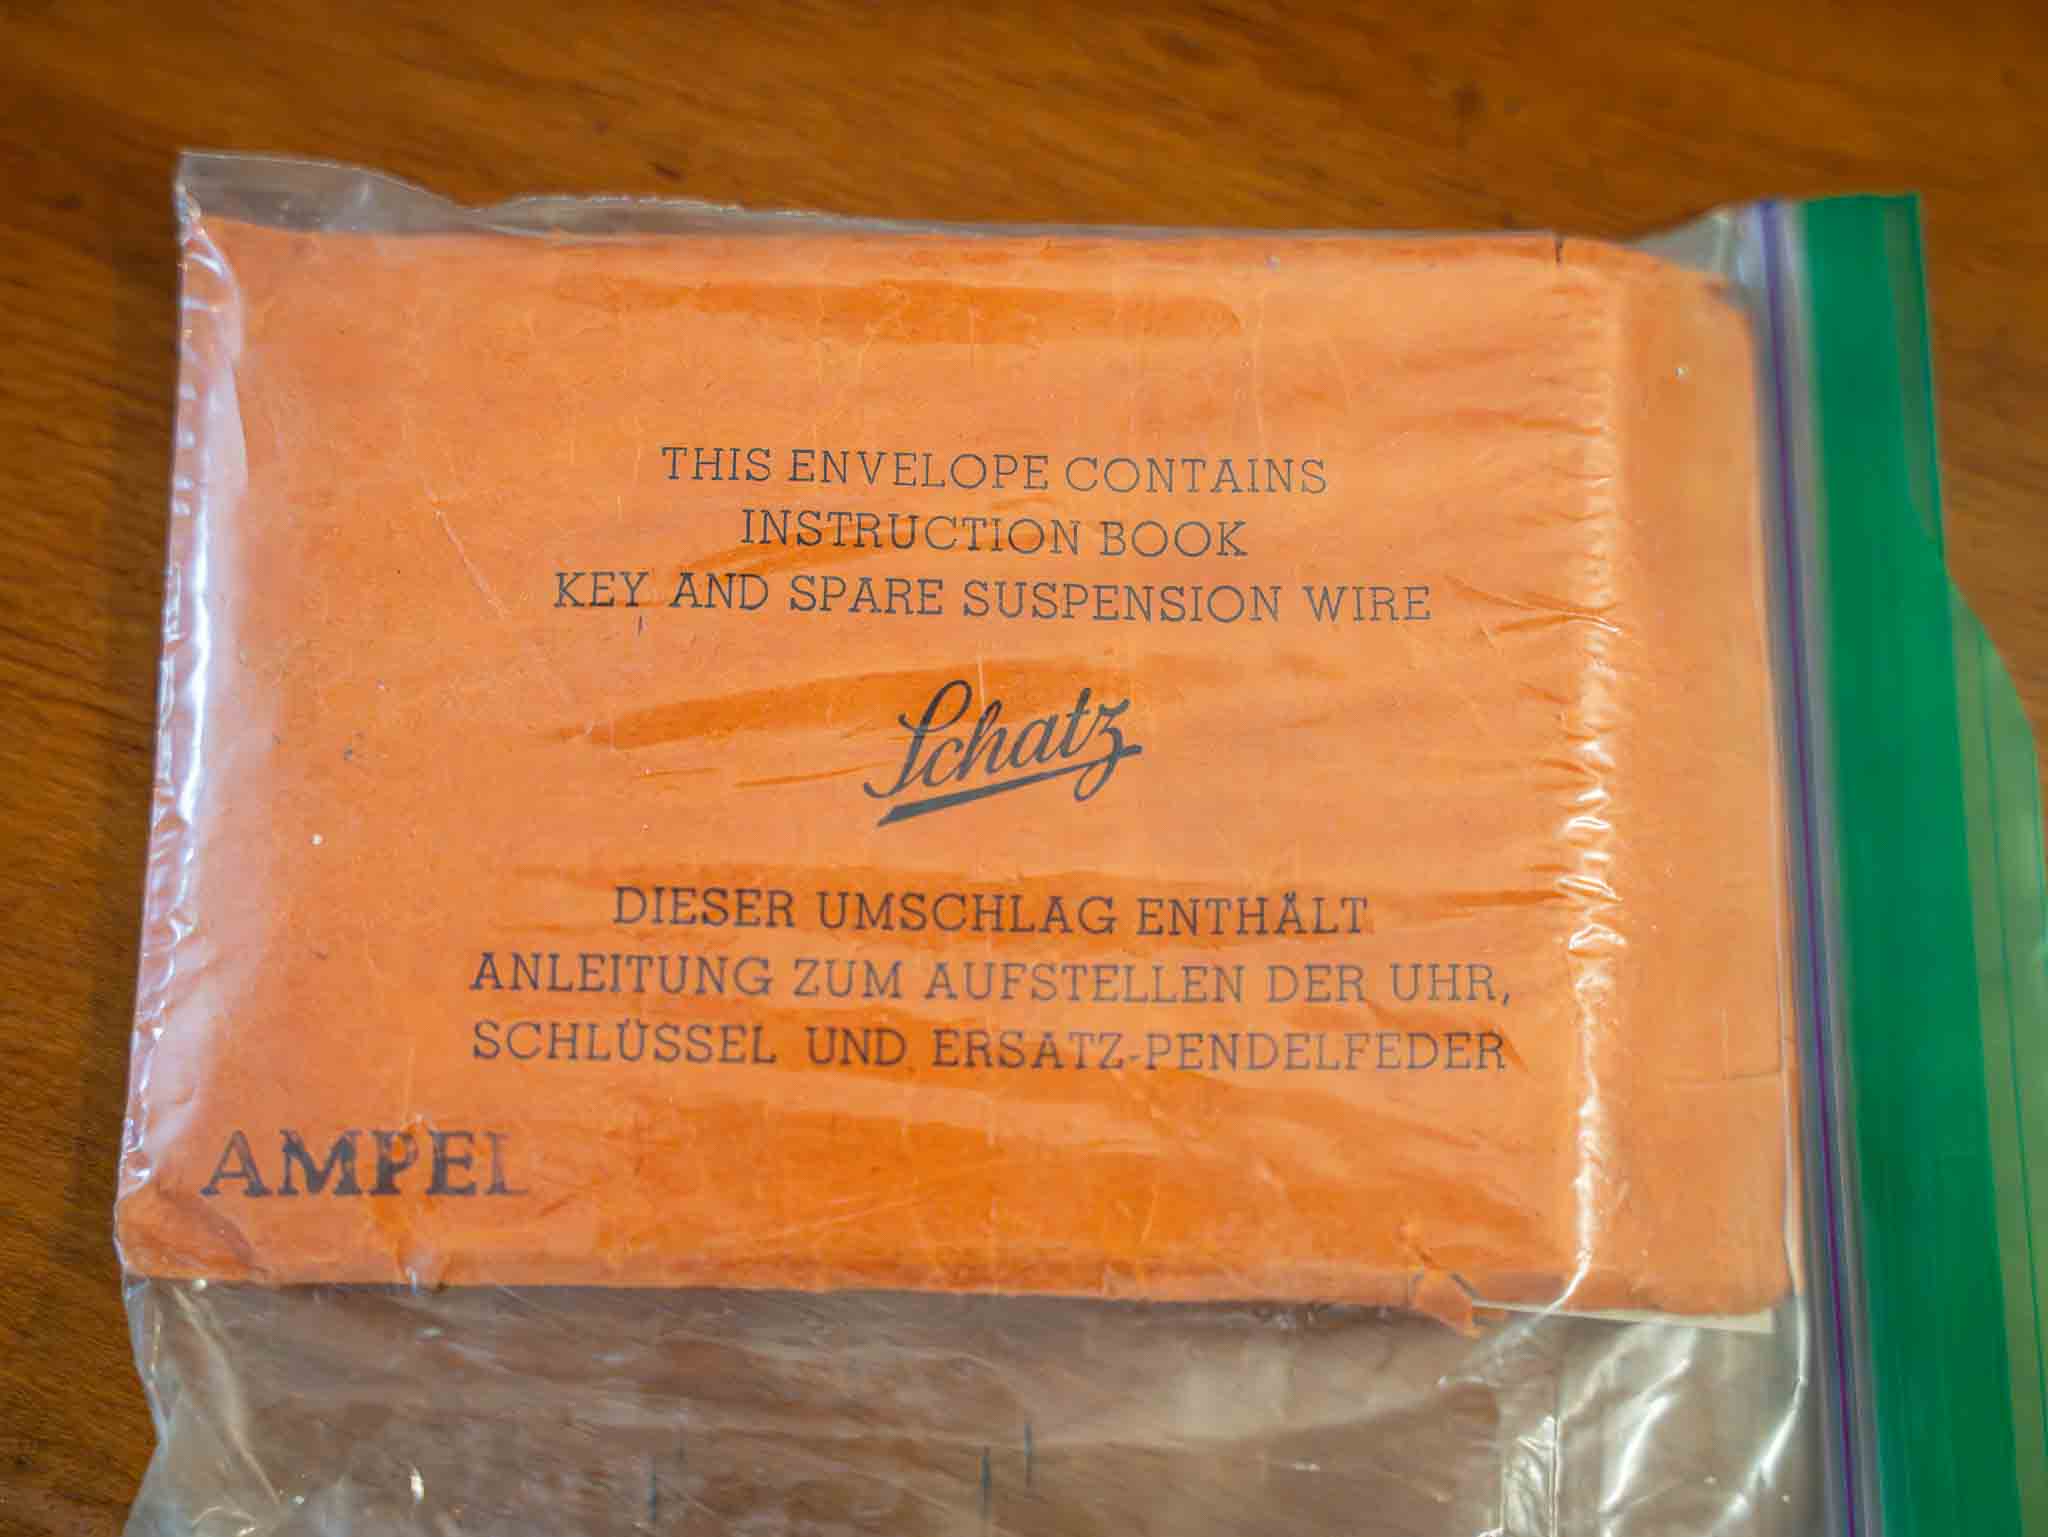 THIS ENVELOPE CONTAINS
INSTRUCTION BOOK
KEY AND SPARE SUSPENSION WIRE
Schatz
DIESER UMSCHLAG ENTHÄLT
ANLEITUNG ZUM AUFSTELLEN DER UHR,
SCHLÜSSEL UND ERSATZ-PENDELFEDER
AMPEL